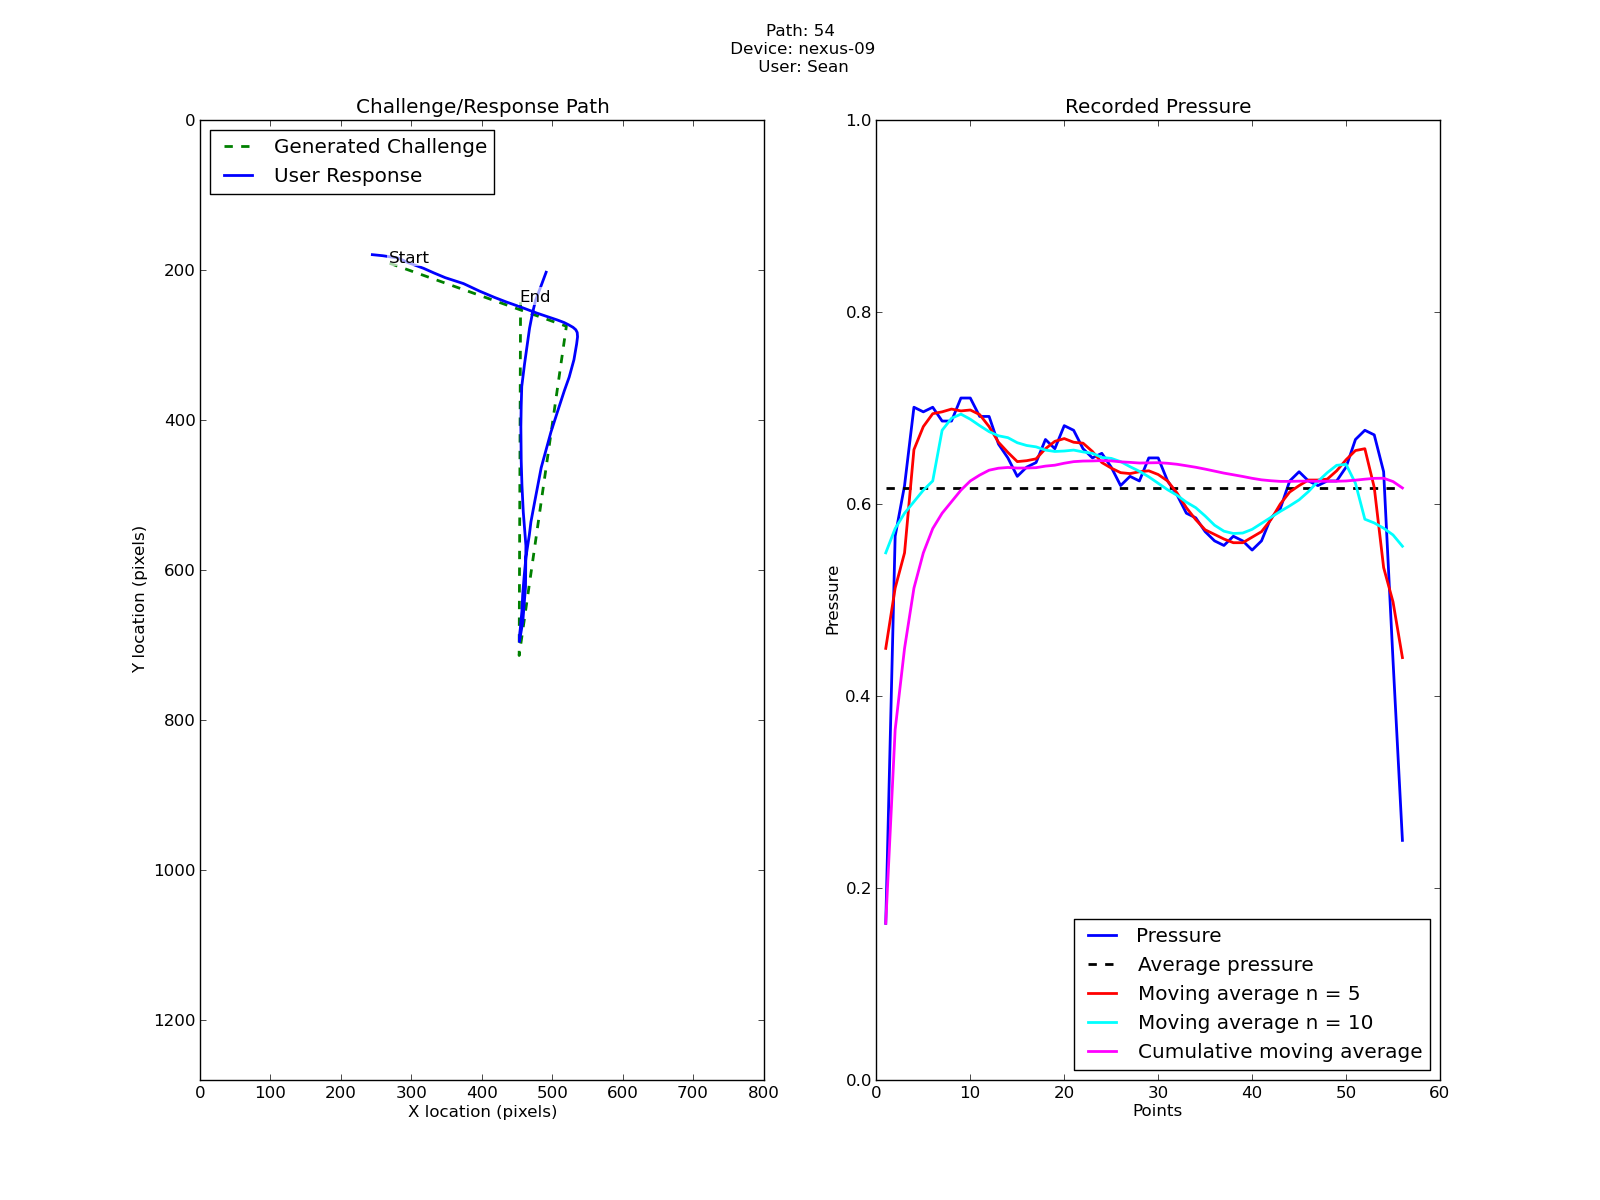 Path: 54
Device: nexus-09
User: Sean
Challenge/Response Path
0
200
400
600
800
1000
1200
Y location (pixels)
Generated Challenge
User Response
Start
End
0 100 200 300 400 500 600 700 800
X location (pixels)
Recorded Pressure
1.0
0.8
0.6
0.4
0.2
0.0
Pressure
Pressure
Average pressure
Moving average n = 5
Moving average n = 10
Cumulative moving average
0 10 20 30 40 50 60
Points